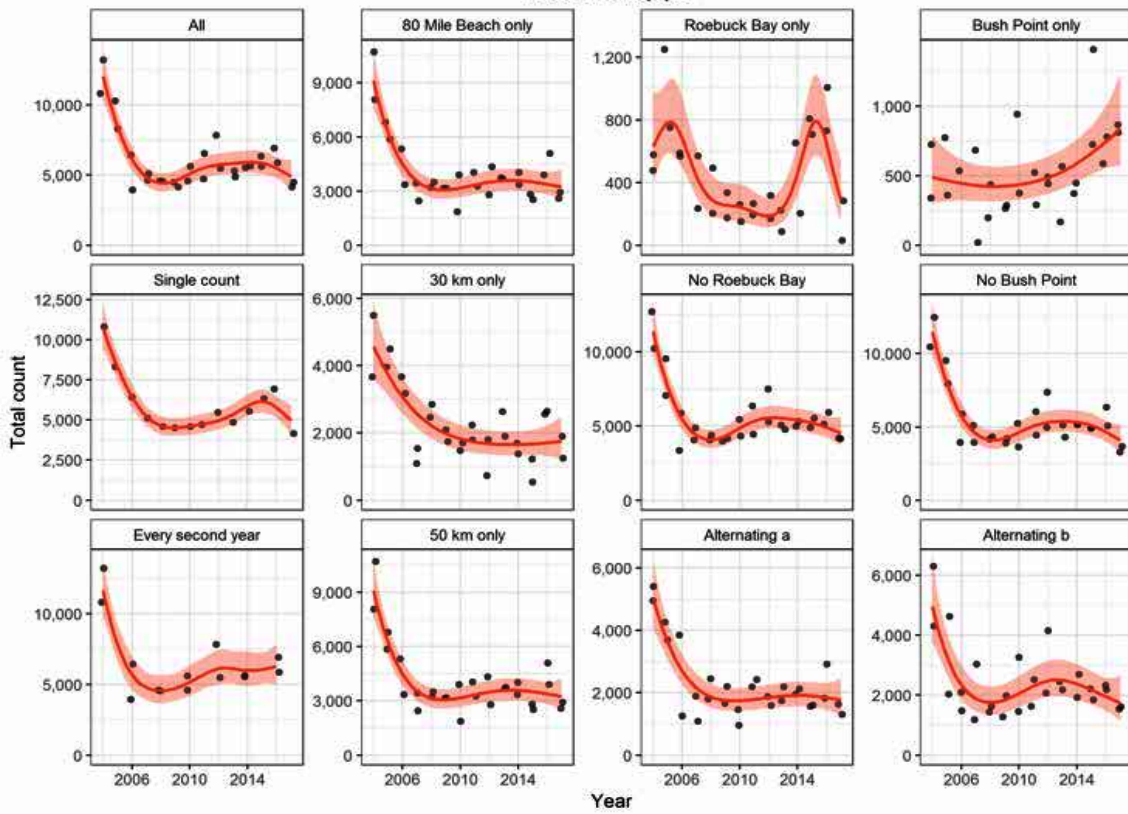 All
80 Mile Beach only
Roebuck Bay only
Bush Point only
10,000
5,000
0
9,000
6,000
3,000
0
1,200
800
400
0
1,000
500
0
Single count
30 km only
No Roebuck Bay
No Bush Point
12,500
10,000
7,500
5,000
2,500
0
6,000
4,000
2,000
0
10,000
5,000
0
10,000
5,000
0
Total count
Every second year
50 km only
Alternating a
Alternating b
10,000
5,000
0
9,000
6,000
3,000
0
6,000
4,000
2,000
0
6,000
4,000
2,000
0
2006 2010 2014
2006 2010 2014
2006 2010 2014
2006 2010 2014
Year